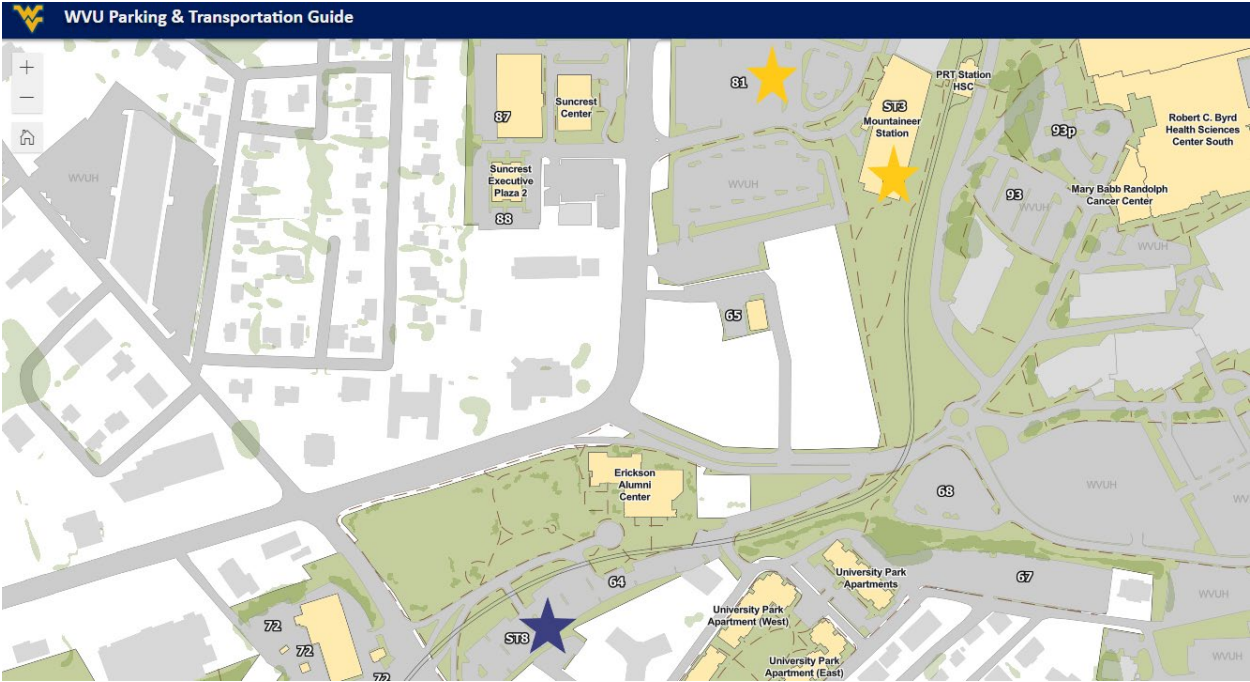 WVU Parking & Transportation Guide
+
−
81
PRT Station
HSC
87
Suncrest
Center
ST3
Mountaineer
Station
93p
Robert C. Byrd
Health Sciences
Center South
Suncrest
Executive
Plaza 2
88
WVUH
WVUH
93
WVUH
Mary Babb Randolph
Cancer Center
WVUH
65
Erickson
Alumni
Center
68
WVUH
WV
64
University Park
Apartments
67
WVUH
72
72
72
ST8
University Park
Apartment (West)
University Park
Apartment (East)
WVUH